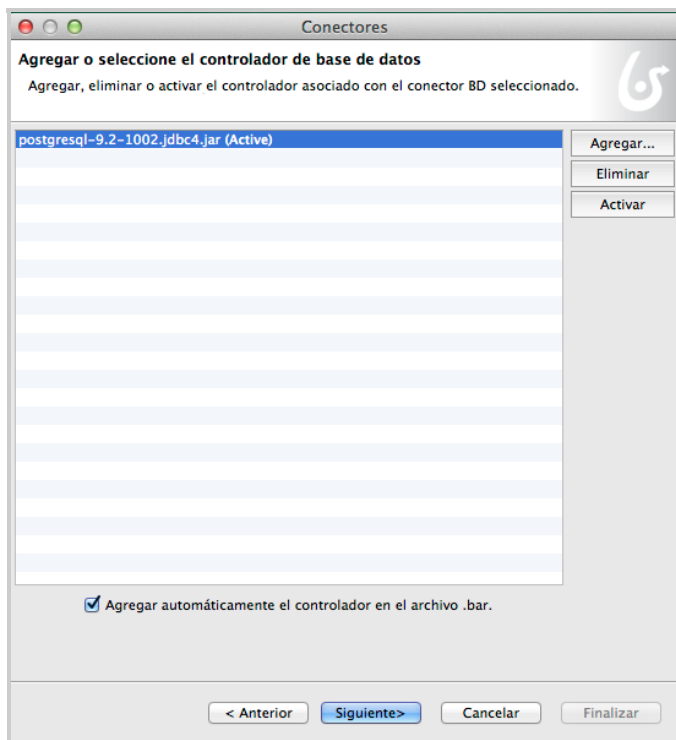 Conectores
Agregar o seleccione el controlador de base de datos
Agregar, eliminar o activar el controlador asociado con el conector BD seleccionado.
postgresql-9.2-1002.jdbc4.jar (Active)
Agregar...
Eliminar
Activar
Agregar automáticamente el controlador en el archivo .bar.
< Anterior
Siguiente>
Cancelar
Finalizar